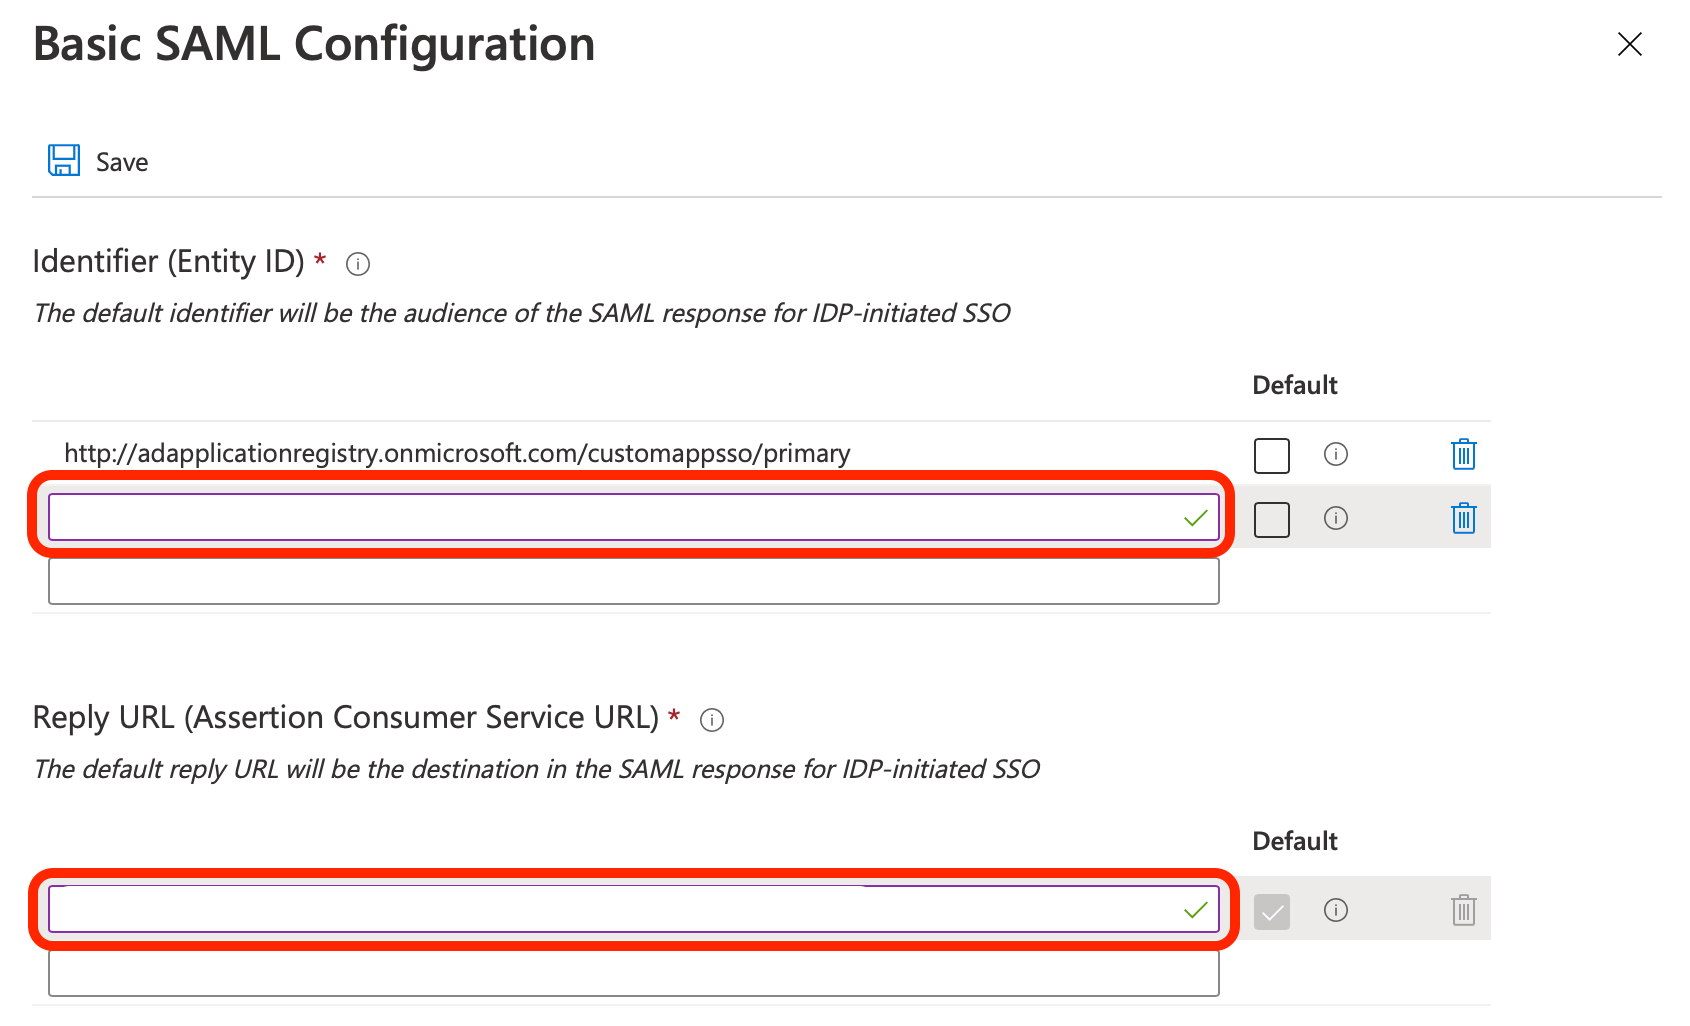 Basic SAML Configuration
Save
Identifier (Entity ID) *
The default identifier will be the audience of the SAML response for IDP-initiated SSO
Default
http://adapplicationregistry.onmicrosoft.com/customappsso/primary
Reply URL (Assertion Consumer Service URL) *
The default reply URL will be the destination in the SAML response for IDP-initiated SSO
Default